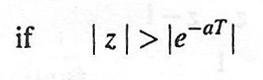 if |z| > |e^{-aT}|